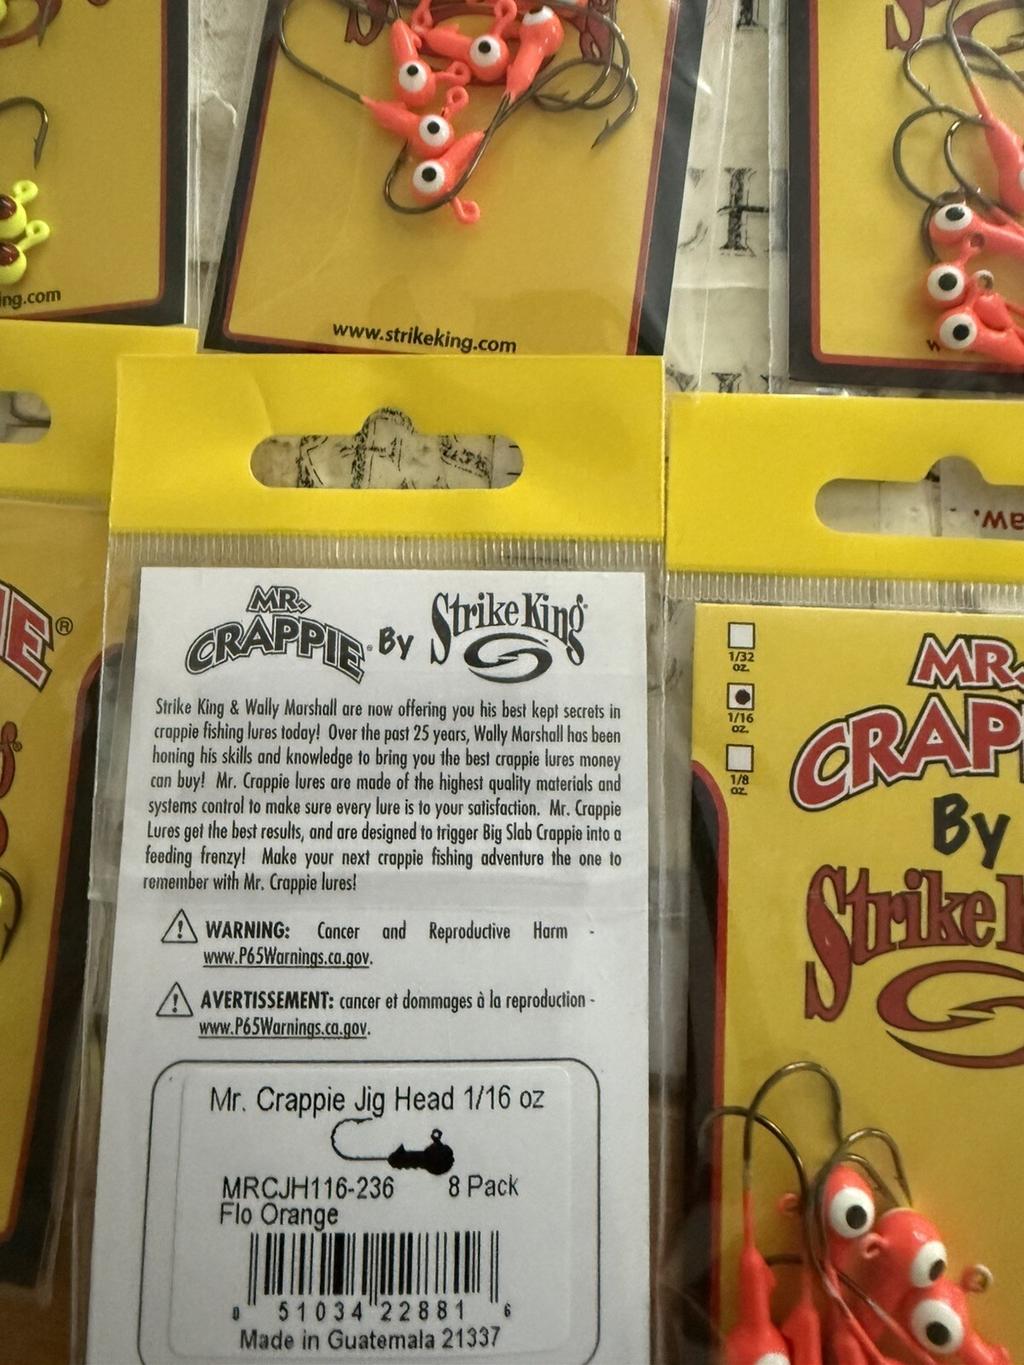 ng.com
www.strikeking.com
MR.
CRAPPIE® By Strike King®
Strike King & Wally Marshall are now offering you his best kept secrets in
crappie fishing lures today! Over the past 25 years, Wally Marshall has been
honing his skills and knowledge to bring you the best crappie lures money
can buy! Mr. Crappie lures are made of the highest quality materials and
systems control to make sure every lure is to your satisfaction. Mr. Crappie
Lures get the best results, and are designed to trigger Big Slab Crappie into a
feeding frenzy! Make your next crappie fishing adventure the one to
remember with Mr. Crappie lures!
WARNING: Cancer and Reproductive Harm -
www.P65Warnings.ca.gov.
AVERTISSEMENT: cancer et dommages à la reproduction -
www.P65Warnings.ca.gov.
Mr. Crappie Jig Head 1/16 oz
MRCJH116-236 8 Pack
Flo Orange
0 51034 22881 6
Made in Guatemala 21337
1/32
oz.
1/16
oz.
1/8
oz.
MR.
CRAP
By
Strike K